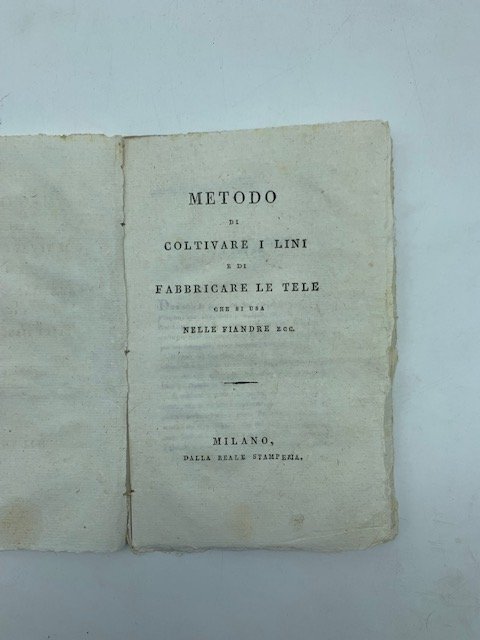 METODO
DI
COLTIVARE I LINI
E DI
FABBRICARE LE TELE
CHE SI USA
NELLE FIANDRE ECC.
MILANO,
DALLA REALE STAMPERIA.